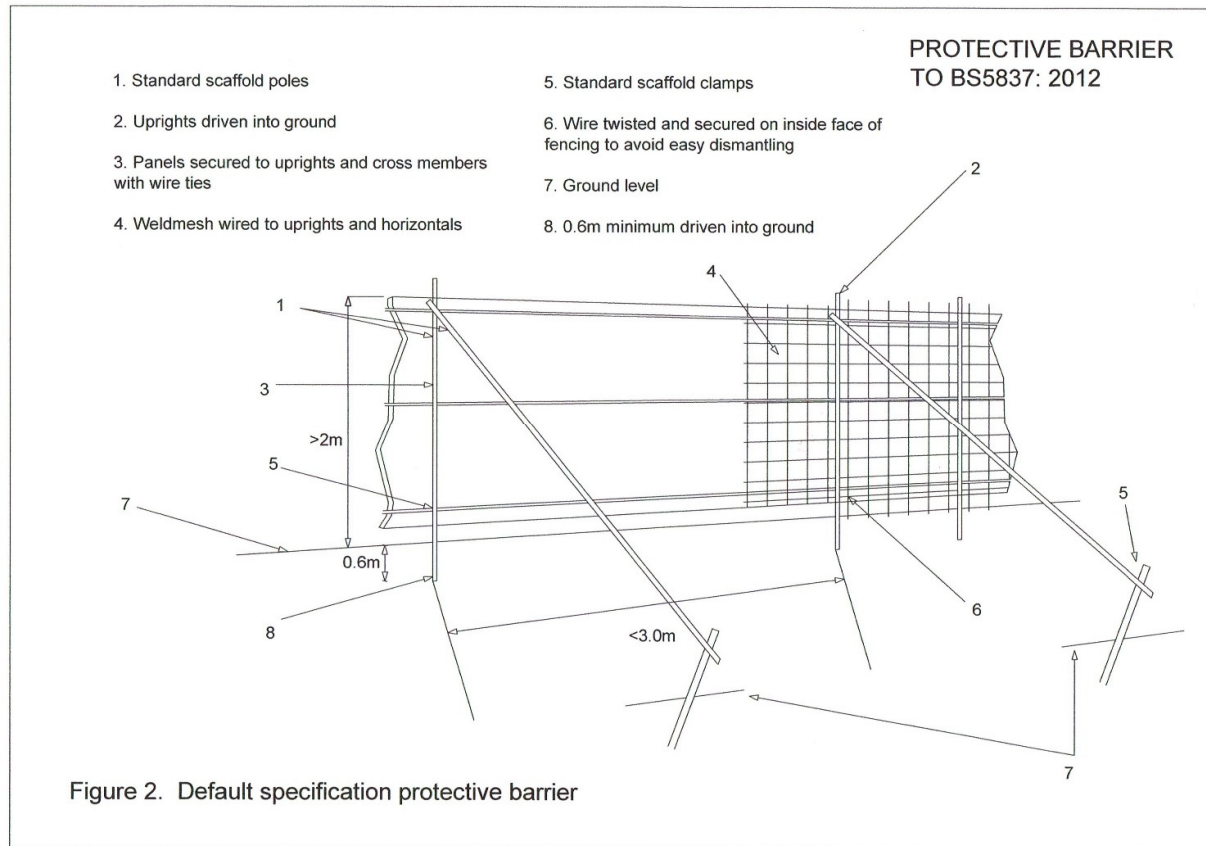 PROTECTIVE BARRIER
TO BS5837: 2012
1. Standard scaffold poles
2. Uprights driven into ground
3. Panels secured to uprights and cross members
with wire ties
4. Weldmesh wired to uprights and horizontals
5. Standard scaffold clamps
6. Wire twisted and secured on inside face of
fencing to avoid easy dismantling
7. Ground level
8. 0.6m minimum driven into ground
2
4
1
3
>2m
5
7
5
0.6m
6
8
<3.0m
7
Figure 2. Default specification protective barrier